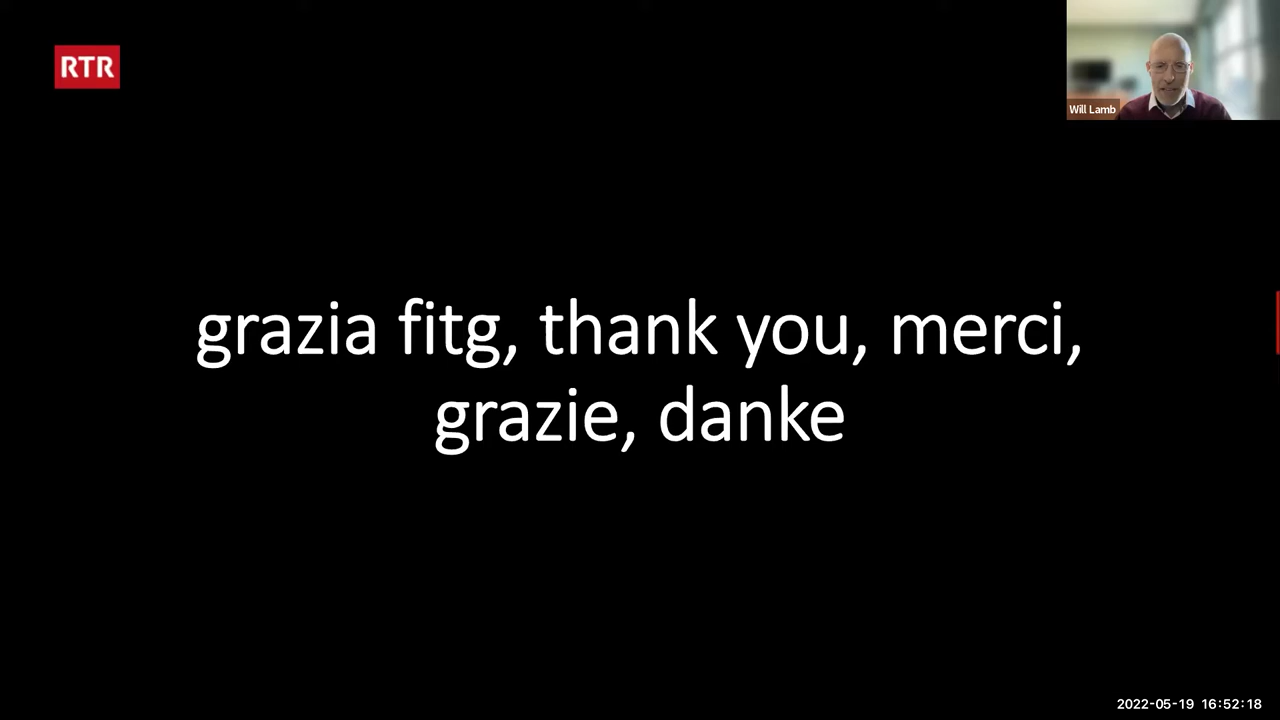 RTR
Will Lamb
grazia fitg, thank you, merci,
grazie, danke
2022-05-19 16:52:18